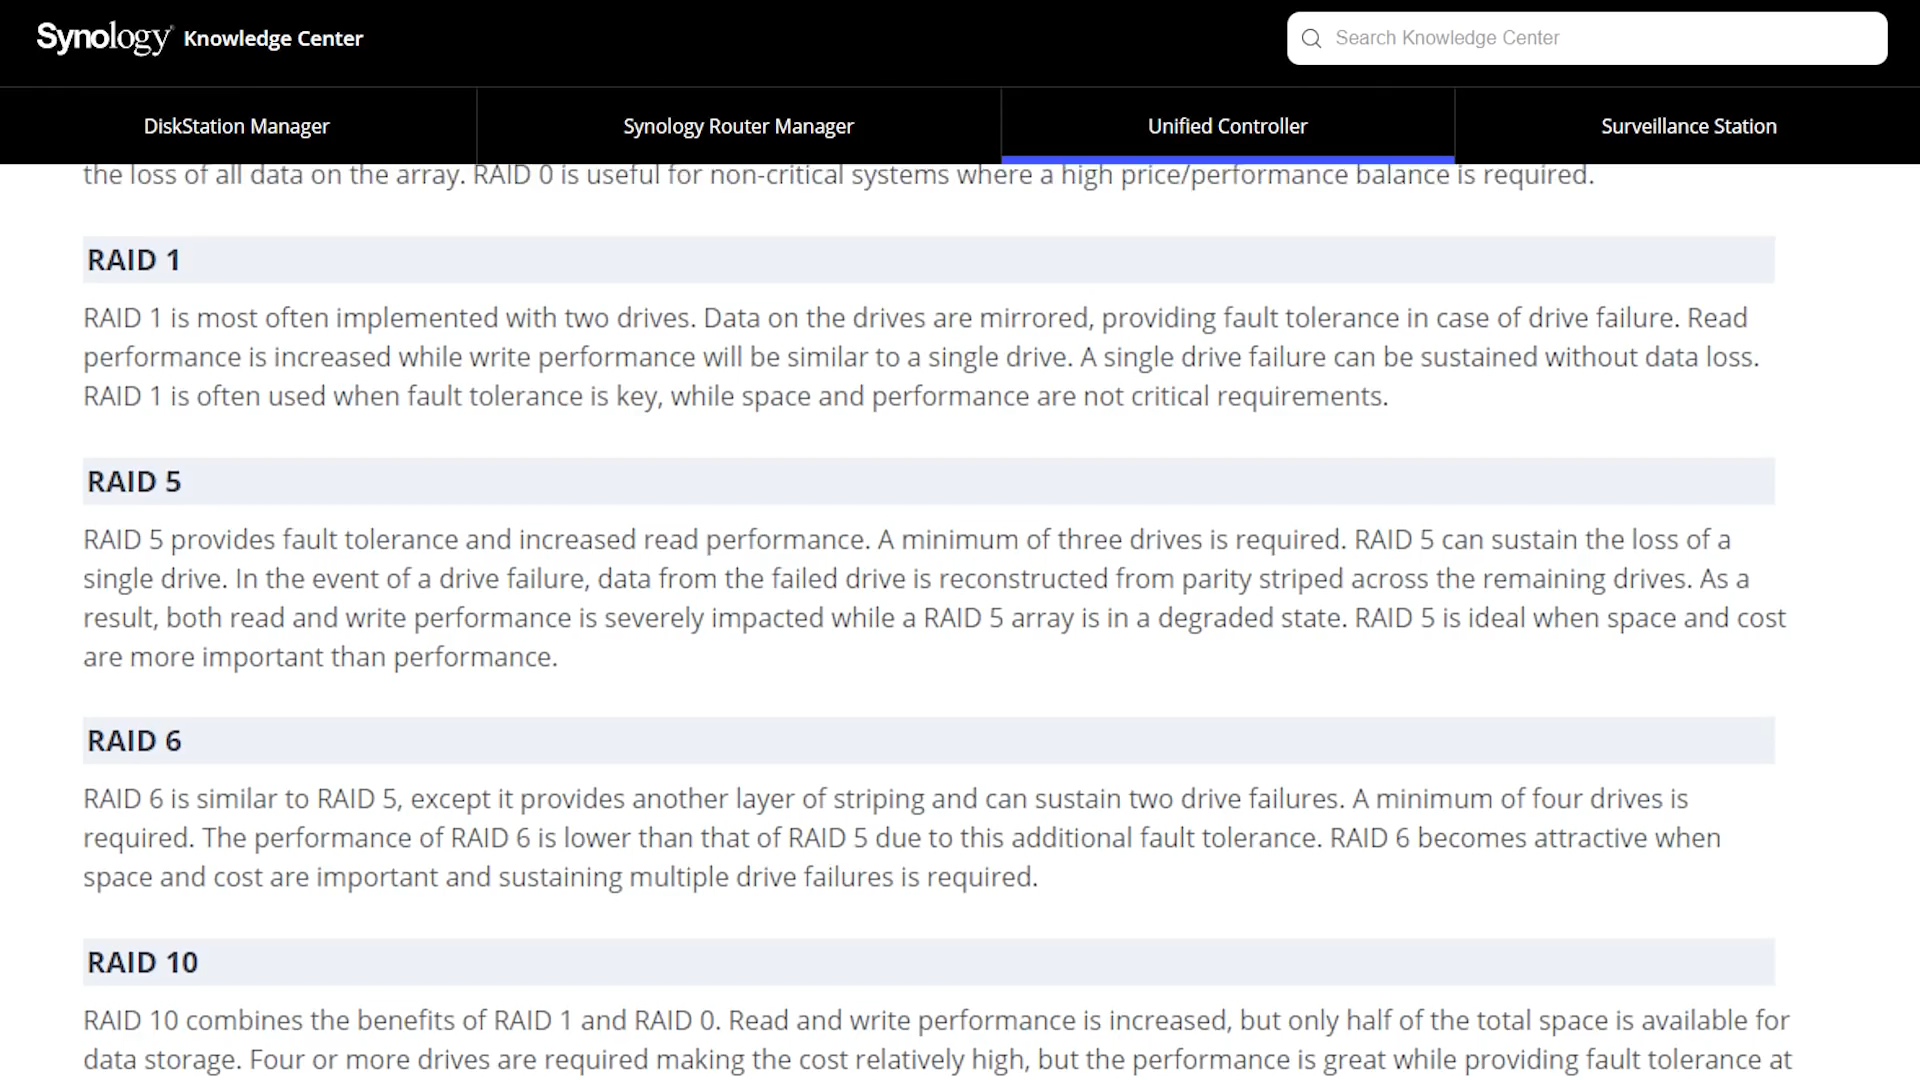 Synology Knowledge Center
Search Knowledge Center
DiskStation Manager
Synology Router Manager
Unified Controller
Surveillance Station
the loss of all data on the array. RAID 0 is useful for non-critical systems where a high price/performance balance is required.
RAID 1
RAID 1 is most often implemented with two drives. Data on the drives are mirrored, providing fault tolerance in case of drive failure. Read
performance is increased while write performance will be similar to a single drive. A single drive failure can be sustained without data loss.
RAID 1 is often used when fault tolerance is key, while space and performance are not critical requirements.
RAID 5
RAID 5 provides fault tolerance and increased read performance. A minimum of three drives is required. RAID 5 can sustain the loss of a
single drive. In the event of a drive failure, data from the failed drive is reconstructed from parity striped across the remaining drives. As a
result, both read and write performance is severely impacted while a RAID 5 array is in a degraded state. RAID 5 is ideal when space and cost
are more important than performance.
RAID 6
RAID 6 is similar to RAID 5, except it provides another layer of striping and can sustain two drive failures. A minimum of four drives is
required. The performance of RAID 6 is lower than that of RAID 5 due to this additional fault tolerance. RAID 6 becomes attractive when
space and cost are important and sustaining multiple drive failures is required.
RAID 10
RAID 10 combines the benefits of RAID 1 and RAID 0. Read and write performance is increased, but only half of the total space is available for
data storage. Four or more drives are required making the cost relatively high, but the performance is great while providing fault tolerance at